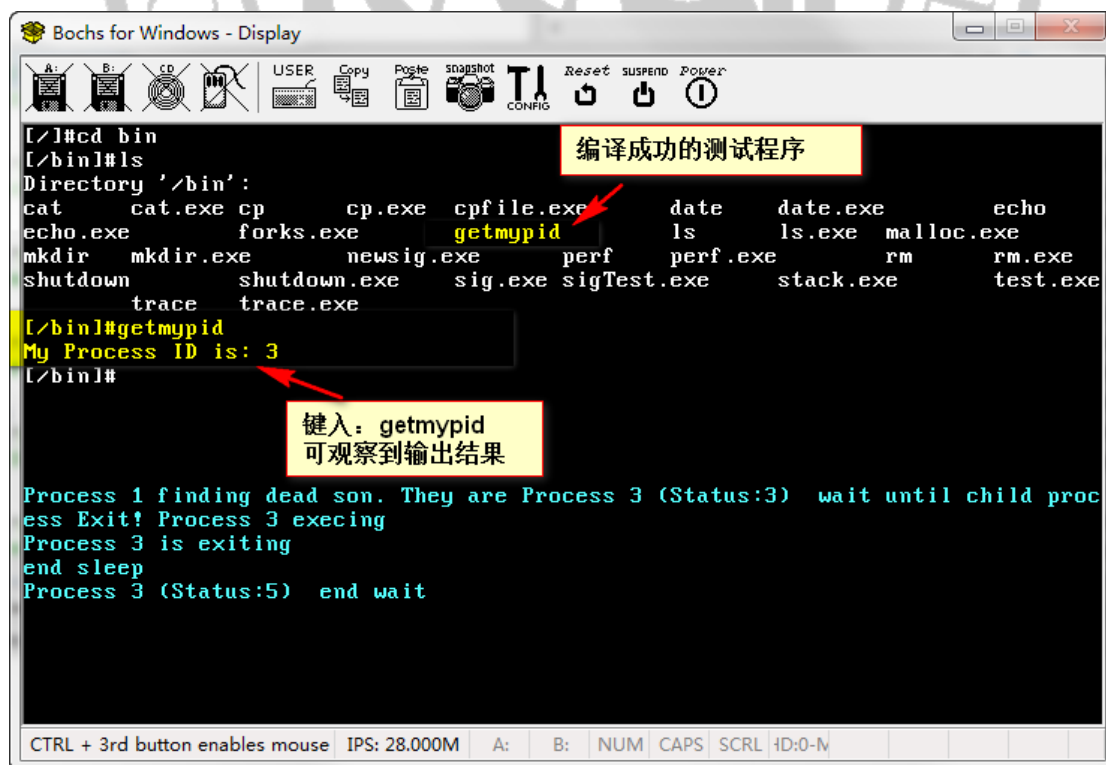 Bochs for Windows - Display
A: B: CD USER Copy Paste snapshot CONFIG Reset SUSPEND Power
[/]#cd bin
[/bin]#ls
Directory '/bin':
cat cat.exe cp cp.exe cpfile.exe date date.exe echo
echo.exe forks.exe getmypid ls ls.exe malloc.exe
mkdir mkdir.exe newsig.exe perf perf.exe rm rm.exe
shutdown shutdown.exe sig.exe sigTest.exe stack.exe test.exe
trace trace.exe
[/bin]#getmypid
My Process ID is: 3
[/bin]#
编译成功的测试程序
键入：getmypid
可观察到输出结果
Process 1 finding dead son. They are Process 3 (Status:3) wait until child proc
ess Exit! Process 3 execing
Process 3 is exiting
end sleep
Process 3 (Status:5) end wait
CTRL + 3rd button enables mouse IPS: 28.000M A: B: NUM CAPS SCRL HD:0-M